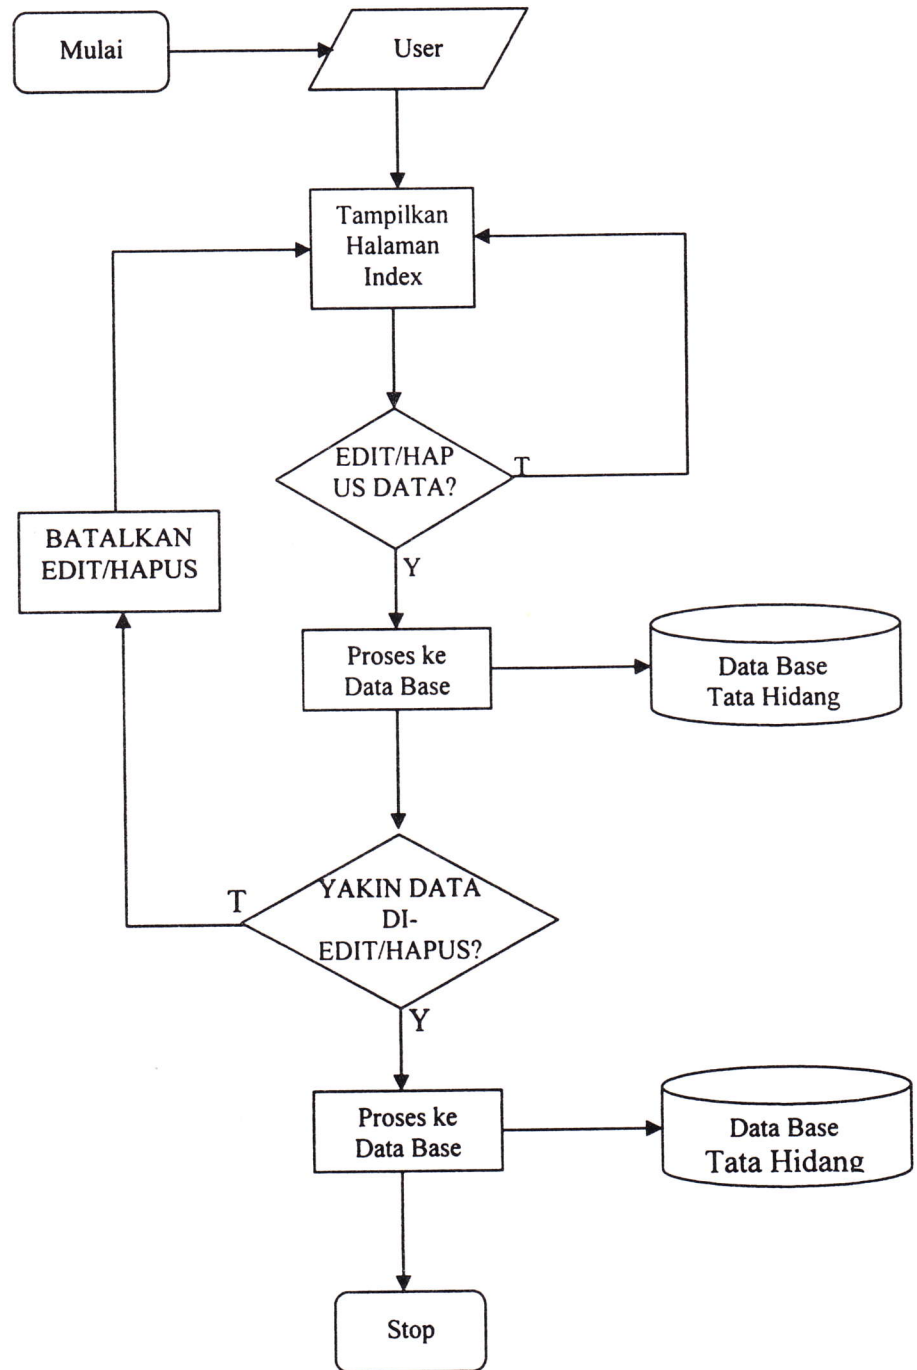 Mulai
User
Tampilkan
Halaman
Index
EDIT/HAP
US DATA?
T
BATALKAN
EDIT/HAPUS
Y
Proses ke
Data Base
Data Base
Tata Hidang
T
YAKIN DATA
DI-
EDIT/HAPUS?
Y
Proses ke
Data Base
Data Base
Tata Hidang
Stop